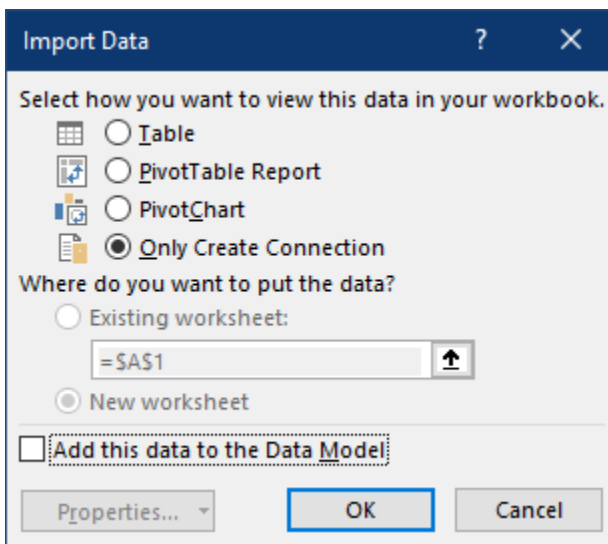 Import Data ?
Select how you want to view this data in your workbook.
Table
PivotTable Report
PivotChart
Only Create Connection
Where do you want to put the data?
Existing worksheet:
=$A$1
New worksheet
Add this data to the Data Model
Properties...
OK Cancel